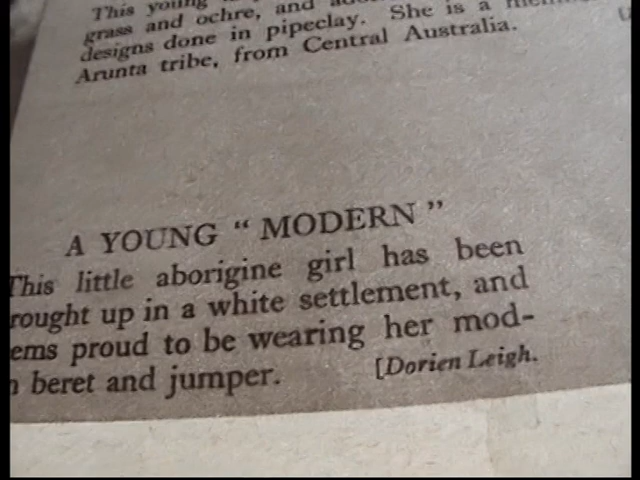 This young
grass and ochre, and
designs done in pipeclay. She is a
Arunta tribe, from Central Australia.
A YOUNG “ MODERN ”
This little aborigine girl has been
rought up in a white settlement, and
ems proud to be wearing her mod-
n beret and jumper. [Dorien Leigh.